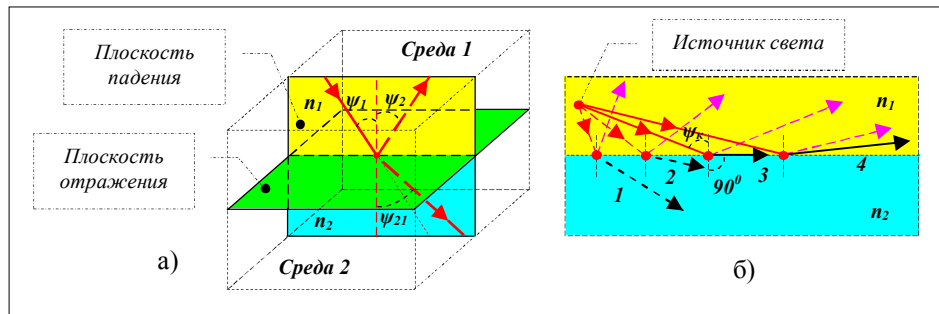 Плоскость
падения
Среда 1
n1
ψ1
ψ2
Плоскость
отражения
n2
ψ21
Среда 2
а)
Источник света
n1
ψк
1
2
90⁰
3
4
n2
б)